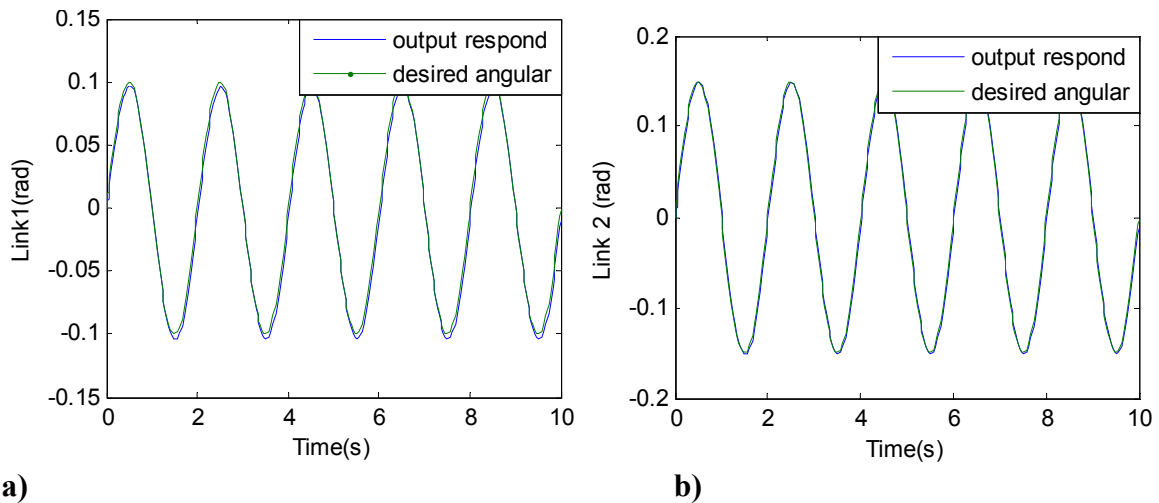 0.15
0.1
0.05
0
-0.05
-0.1
-0.15
Link1(rad)
0 2 4 6 8 10
Time(s)
output respond
desired angular
a)
0.2
0.1
0
-0.1
-0.2
Link 2 (rad)
0 2 4 6 8 10
Time(s)
output respond
desired angular
b)